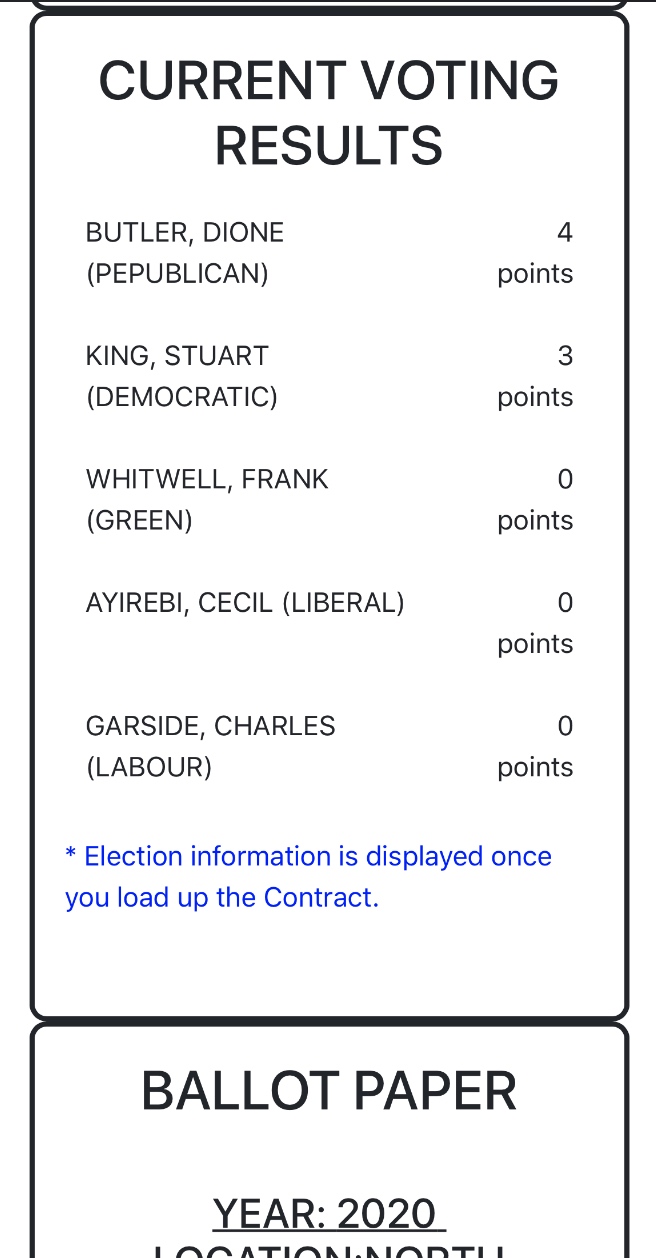 CURRENT VOTING
RESULTS
BUTLER, DIONE 4
(PEPUBLICAN) points
KING, STUART 3
(DEMOCRATIC) points
WHITWELL, FRANK 0
(GREEN) points
AYIREBI, CECIL (LIBERAL) 0
points
GARSIDE, CHARLES 0
(LABOUR) points
* Election information is displayed once
you load up the Contract.
BALLOT PAPER
YEAR: 2020
LOCATION:NORTH